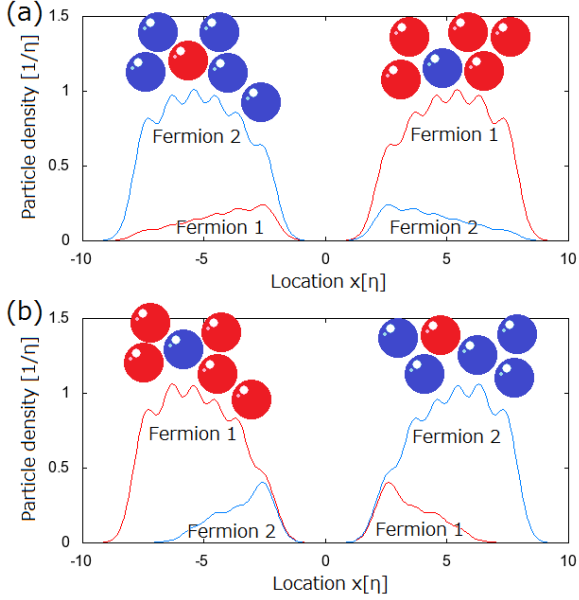 (a)
1.5
1
0.5
0
Particle density [1/η]
Fermion 2
Fermion 1
Fermion 1
Fermion 2
-10 -5 0 5 10
Location x[η]
(b)
1.5
1
0.5
0
Particle density [1/η]
Fermion 1
Fermion 2
Fermion 2
Fermion 1
-10 -5 0 5 10
Location x[η]